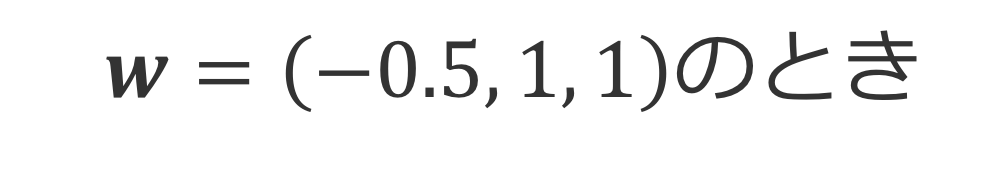 w = (−0.5, 1, 1)のとき